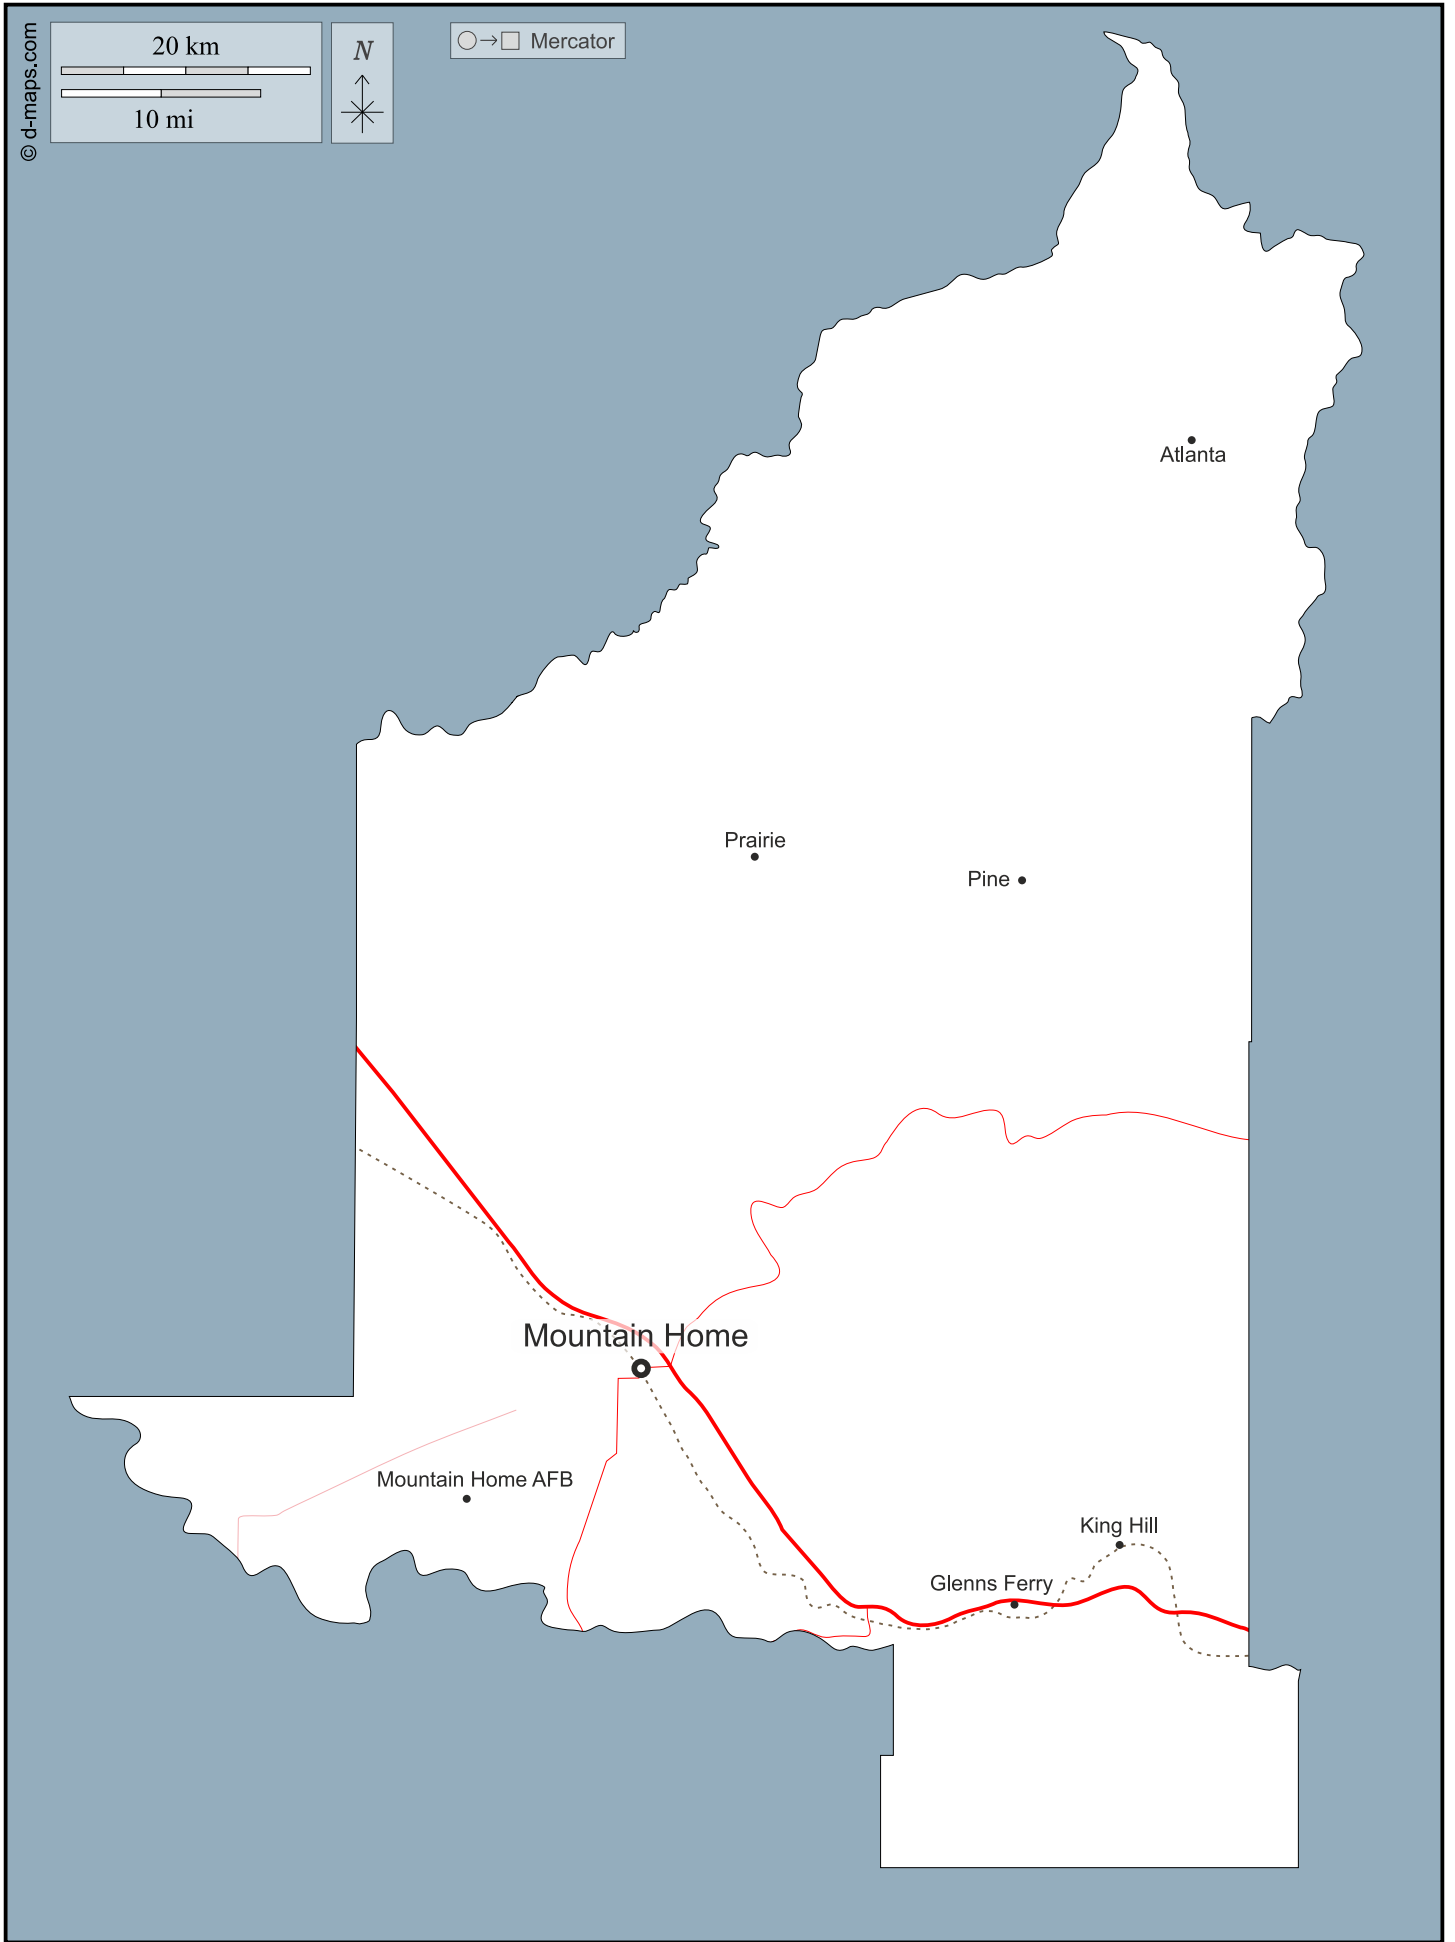 © d-maps.com
20 km
10 mi
N
Mercator
Atlanta
Prairie
Pine
Mountain Home
Mountain Home AFB
King Hill
Glenns Ferry